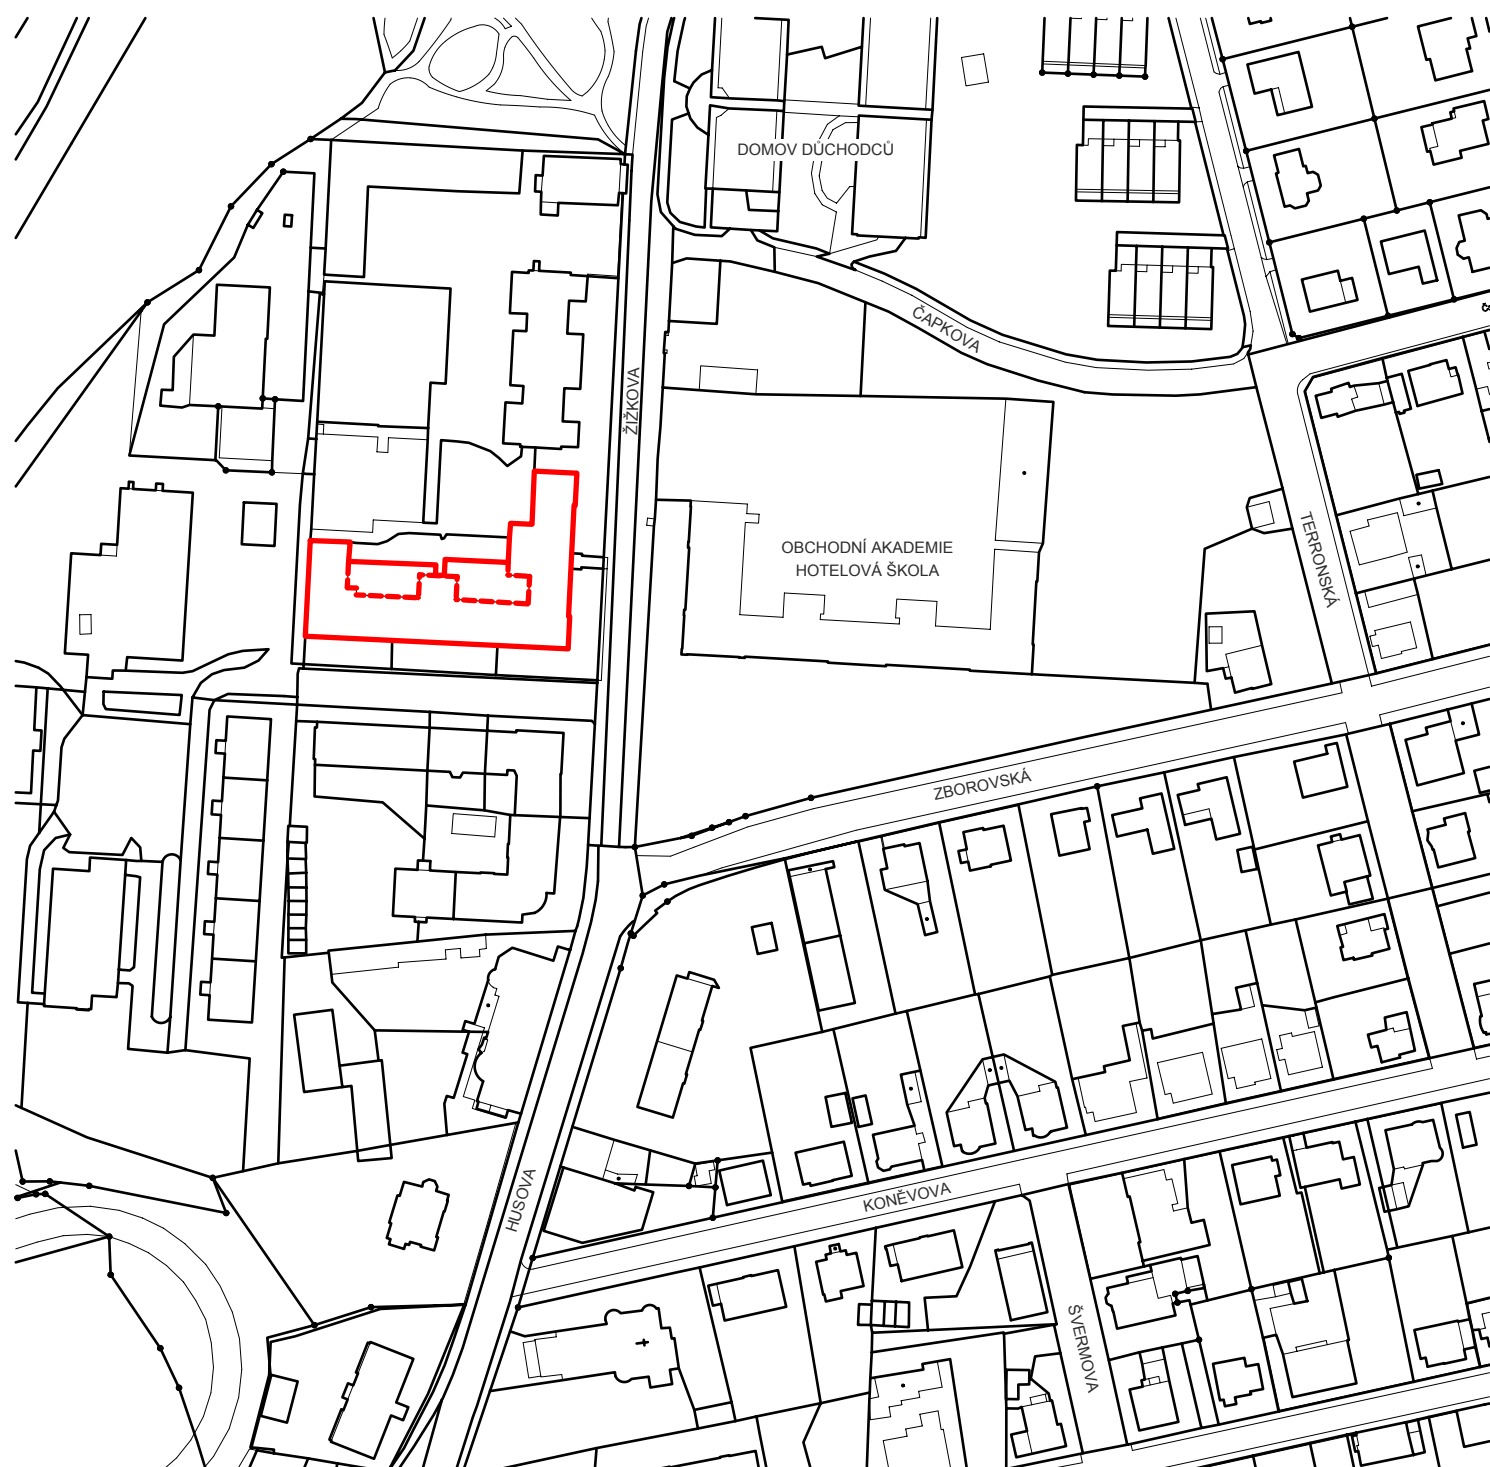 DOMOV DŮCHODCŮ
ČAPKOVA
ŽIŽKOVA
OBCHODNÍ AKADEMIE
HOTELOVÁ ŠKOLA
TERRONSKÁ
ZBOROVSKÁ
HUSOVA
KONĚVOVA
ŠVERMOVA